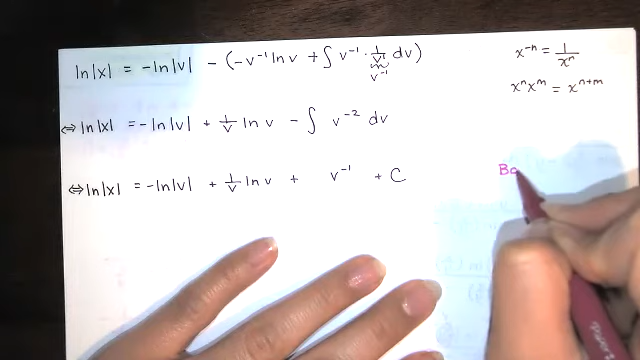 ln|x| = -ln|v| - (-v⁻¹ ln v + ∫ v⁻¹ · 1/v¹ dv)
v⁻¹
x⁻ⁿ = 1/xⁿ
xⁿxᵐ = xⁿ⁺ᵐ
⇔ ln|x| = -ln|v| + 1/v ln v - ∫ v⁻² dv
⇔ ln|x| = -ln|v| + 1/v ln v + v⁻¹ + C